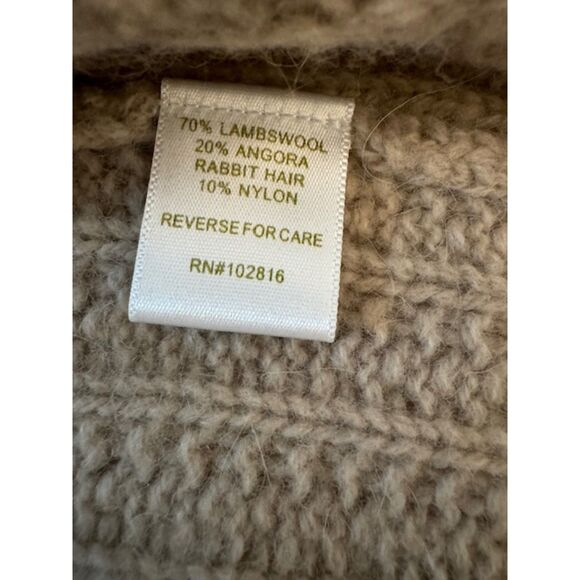 70% LAMBSWOOL
20% ANGORA
RABBIT HAIR
10% NYLON
REVERSE FOR CARE
RN#102816